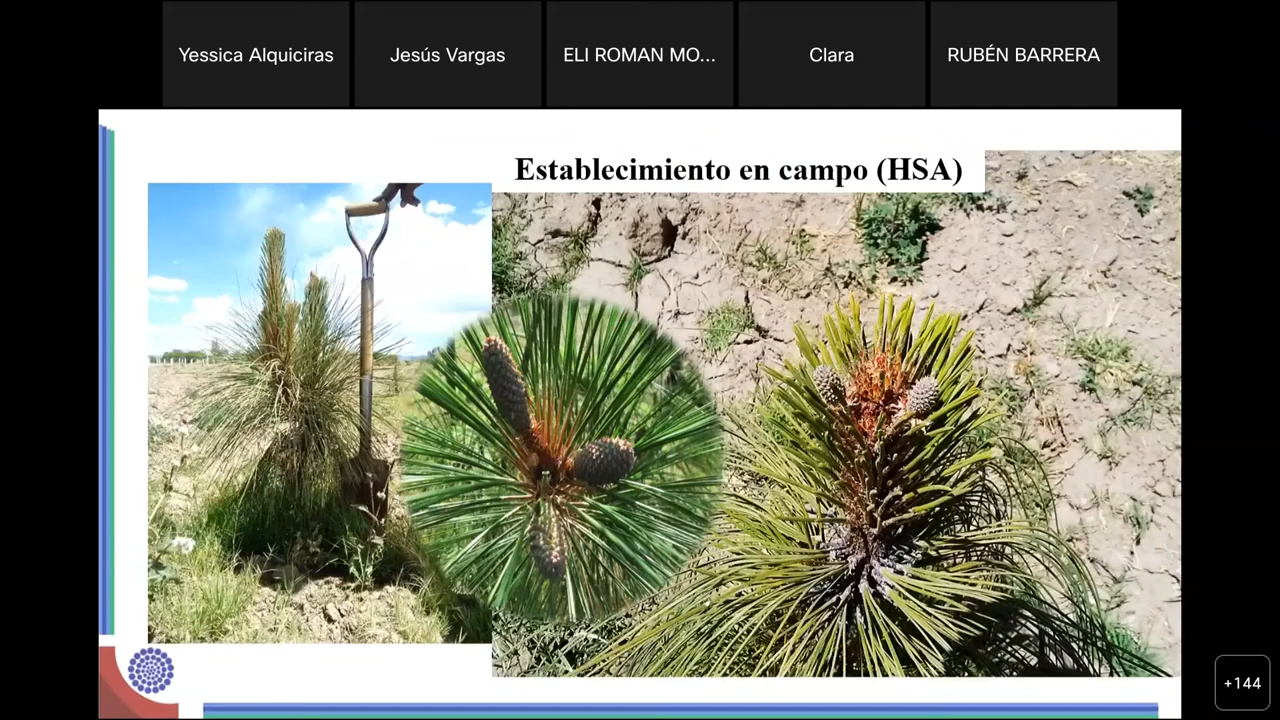 Yessica Alquiciras
Jesús Vargas
ELI ROMAN MO...
Clara
RUBÉN BARRERA
Establecimiento en campo (HSA)
+144